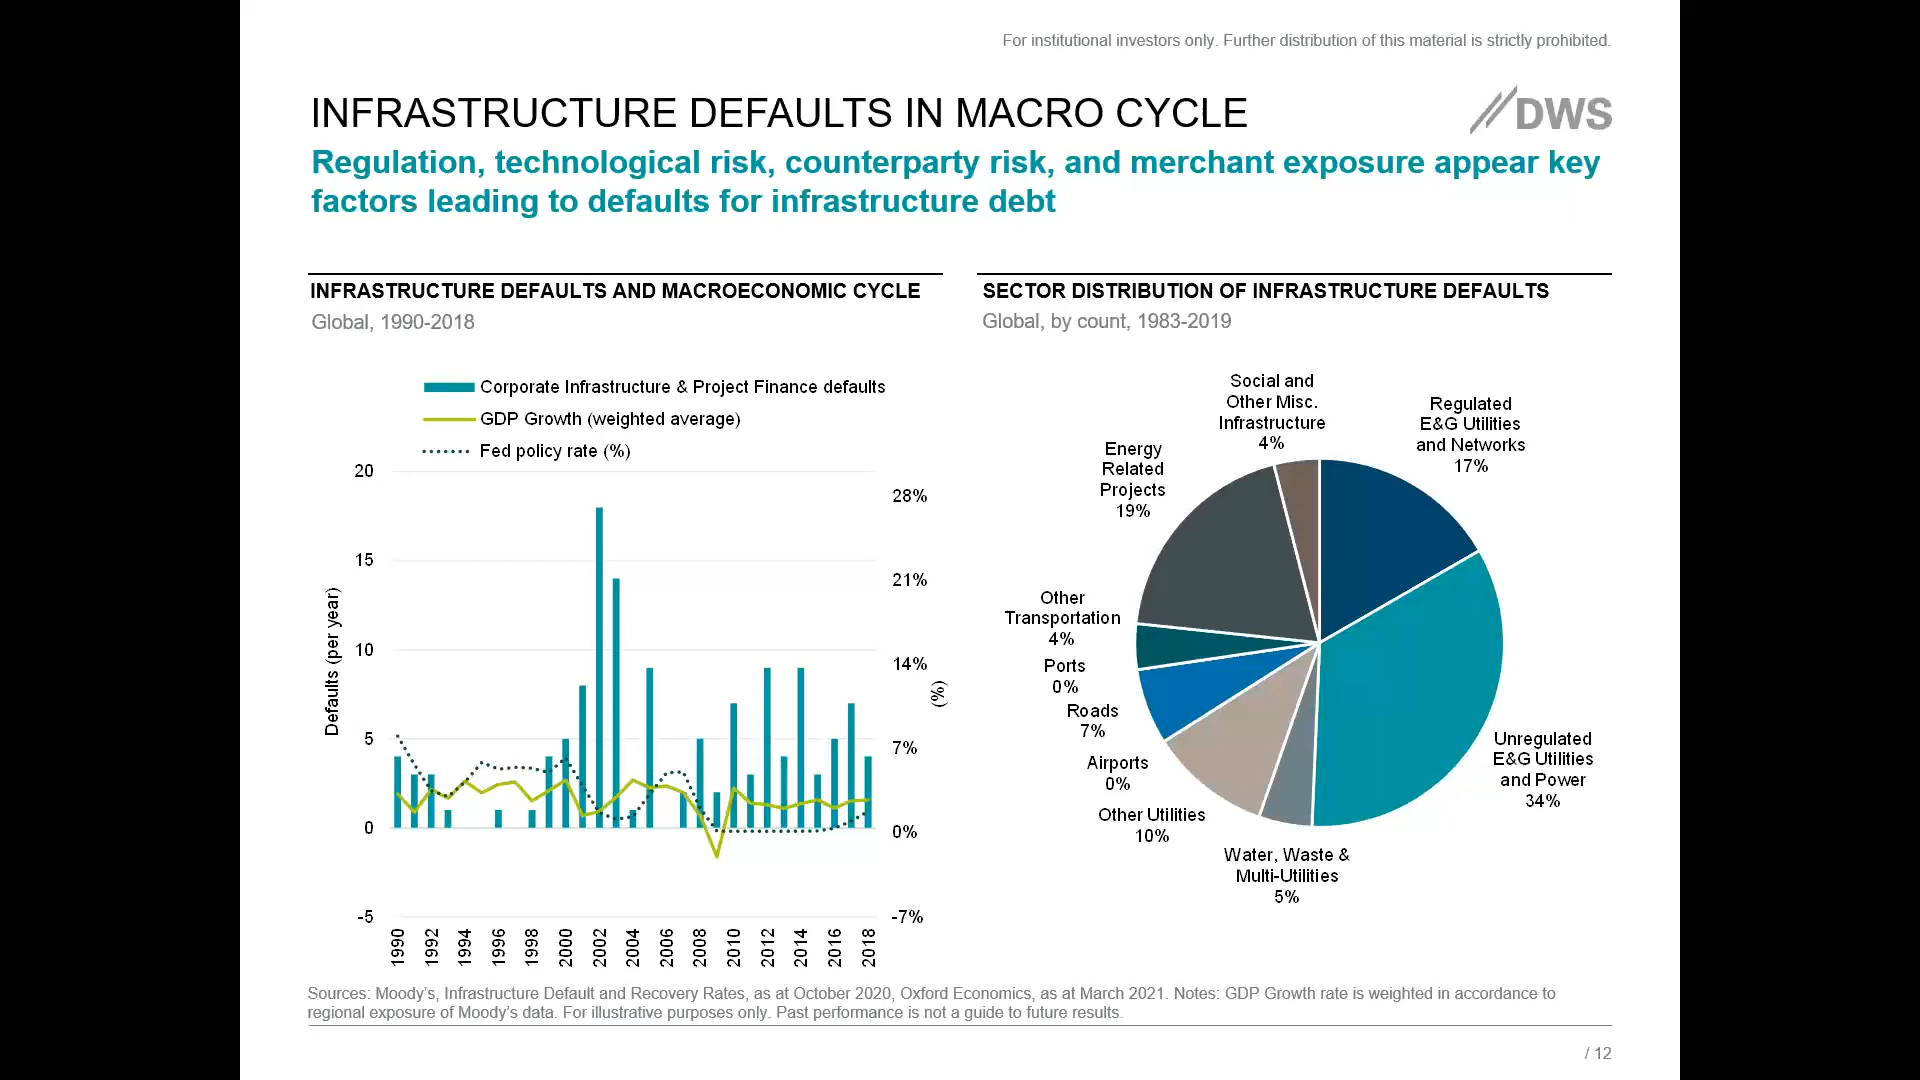 For institutional investors only. Further distribution of this material is strictly prohibited.
INFRASTRUCTURE DEFAULTS IN MACRO CYCLE
DWS
Regulation, technological risk, counterparty risk, and merchant exposure appear key
factors leading to defaults for infrastructure debt
INFRASTRUCTURE DEFAULTS AND MACROECONOMIC CYCLE
Global, 1990-2018
Corporate Infrastructure & Project Finance defaults
GDP Growth (weighted average)
Fed policy rate (%)
Defaults (per year)
20
15
10
5
0
-5
28%
21%
14%
7%
0%
-7%
(%)
1990
1992
1994
1996
1998
2000
2002
2004
2006
2008
2010
2012
2014
2016
2018
SECTOR DISTRIBUTION OF INFRASTRUCTURE DEFAULTS
Global, by count, 1983-2019
Social and
Other Misc.
Infrastructure
4%
Regulated
E&G Utilities
and Networks
17%
Energy
Related
Projects
19%
Other
Transportation
4%
Ports
0%
Roads
7%
Airports
0%
Other Utilities
10%
Water, Waste &
Multi-Utilities
5%
Unregulated
E&G Utilities
and Power
34%
Sources: Moody's, Infrastructure Default and Recovery Rates, as at October 2020, Oxford Economics, as at March 2021. Notes: GDP Growth rate is weighted in accordance to
regional exposure of Moody's data. For illustrative purposes only. Past performance is not a guide to future results.
/ 12